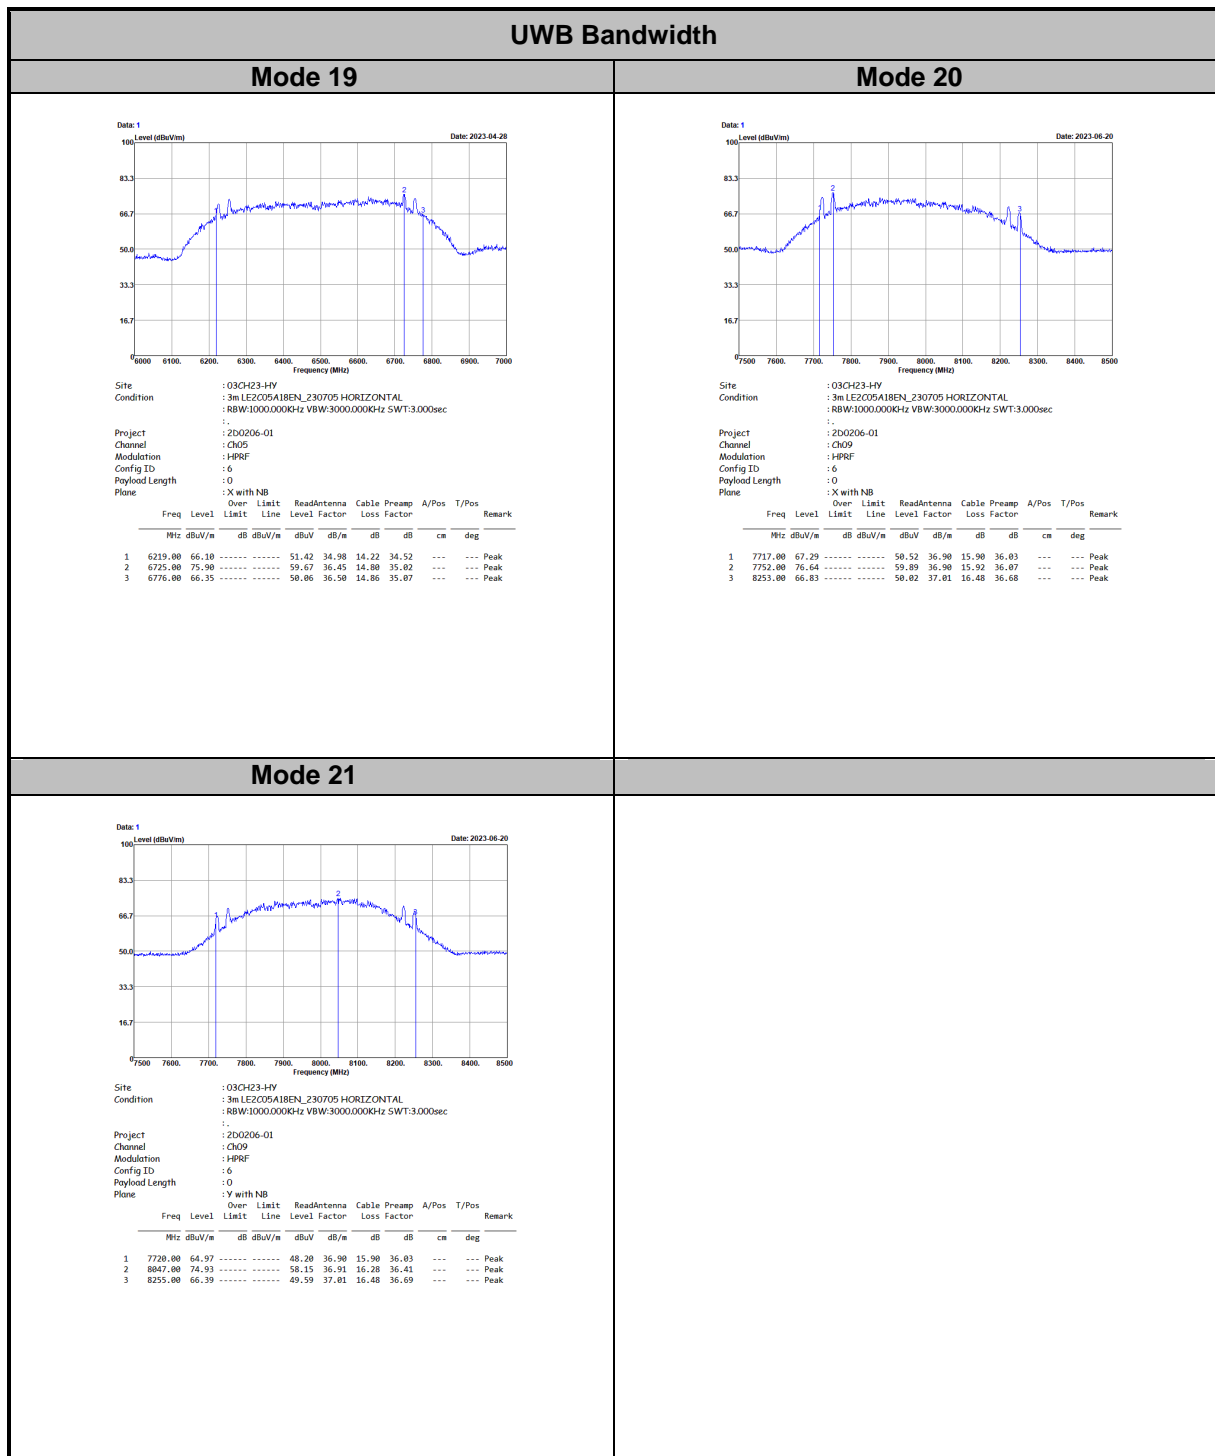 UWB Bandwidth
Mode 19
Mode 20
Data: 1
Level (dBuV/m)
Date: 2023-04-28
100
83.3
66.7
50.0
33.3
16.7
0
6000 6100. 6200. 6300. 6400. 6500. 6600. 6700. 6800. 6900. 7000
Frequency (MHz)
1
2
3
Site : 03CH23-HY
Condition : 3m LE2C05A18EN_230705 HORIZONTAL
: RBW:1000.000KHz VBW:3000.000KHz SWT:3.000sec
: .
Project : 2D0206-01
Channel : Ch05
Modulation : HPRF
Config ID : 6
Payload Length : 0
Plane : X with NB
Over Limit ReadAntenna Cable Preamp A/Pos T/Pos
Freq Level Limit Line Level Factor Loss Factor Remark
MHz dBuV/m dB dBuV/m dBuV dB/m dB dB cm deg
1 6219.00 66.10 ------ ------ 51.42 34.98 14.22 34.52 --- --- Peak
2 6725.00 75.90 ------ ------ 59.67 36.45 14.80 35.02 --- --- Peak
3 6776.00 66.35 ------ ------ 50.06 36.50 14.86 35.07 --- --- Peak
Data: 1
Level (dBuV/m)
Date: 2023-06-20
100
83.3
66.7
50.0
33.3
16.7
0
7500 7600. 7700. 7800. 7900. 8000. 8100. 8200. 8300. 8400. 8500
Frequency (MHz)
1
2
3
Site : 03CH23-HY
Condition : 3m LE2C05A18EN_230705 HORIZONTAL
: RBW:1000.000KHz VBW:3000.000KHz SWT:3.000sec
: .
Project : 2D0206-01
Channel : Ch09
Modulation : HPRF
Config ID : 6
Payload Length : 0
Plane : X with NB
Over Limit ReadAntenna Cable Preamp A/Pos T/Pos
Freq Level Limit Line Level Factor Loss Factor Remark
MHz dBuV/m dB dBuV/m dBuV dB/m dB dB cm deg
1 7717.00 67.29 ------ ------ 50.52 36.90 15.90 36.03 --- --- Peak
2 7752.00 76.64 ------ ------ 59.89 36.90 15.92 36.07 --- --- Peak
3 8253.00 66.83 ------ ------ 50.02 37.01 16.48 36.68 --- --- Peak
Mode 21
Data: 1
Level (dBuV/m)
Date: 2023-06-20
100
83.3
66.7
50.0
33.3
16.7
0
7500 7600. 7700. 7800. 7900. 8000. 8100. 8200. 8300. 8400. 8500
Frequency (MHz)
1
2
3
Site : 03CH23-HY
Condition : 3m LE2C05A18EN_230705 HORIZONTAL
: RBW:1000.000KHz VBW:3000.000KHz SWT:3.000sec
: .
Project : 2D0206-01
Channel : Ch09
Modulation : HPRF
Config ID : 6
Payload Length : 0
Plane : Y with NB
Over Limit ReadAntenna Cable Preamp A/Pos T/Pos
Freq Level Limit Line Level Factor Loss Factor Remark
MHz dBuV/m dB dBuV/m dBuV dB/m dB dB cm deg
1 7720.00 64.97 ------ ------ 48.20 36.90 15.90 36.03 --- --- Peak
2 8047.00 74.93 ------ ------ 58.15 36.91 16.28 36.41 --- --- Peak
3 8255.00 66.39 ------ ------ 49.59 37.01 16.48 36.69 --- --- Peak